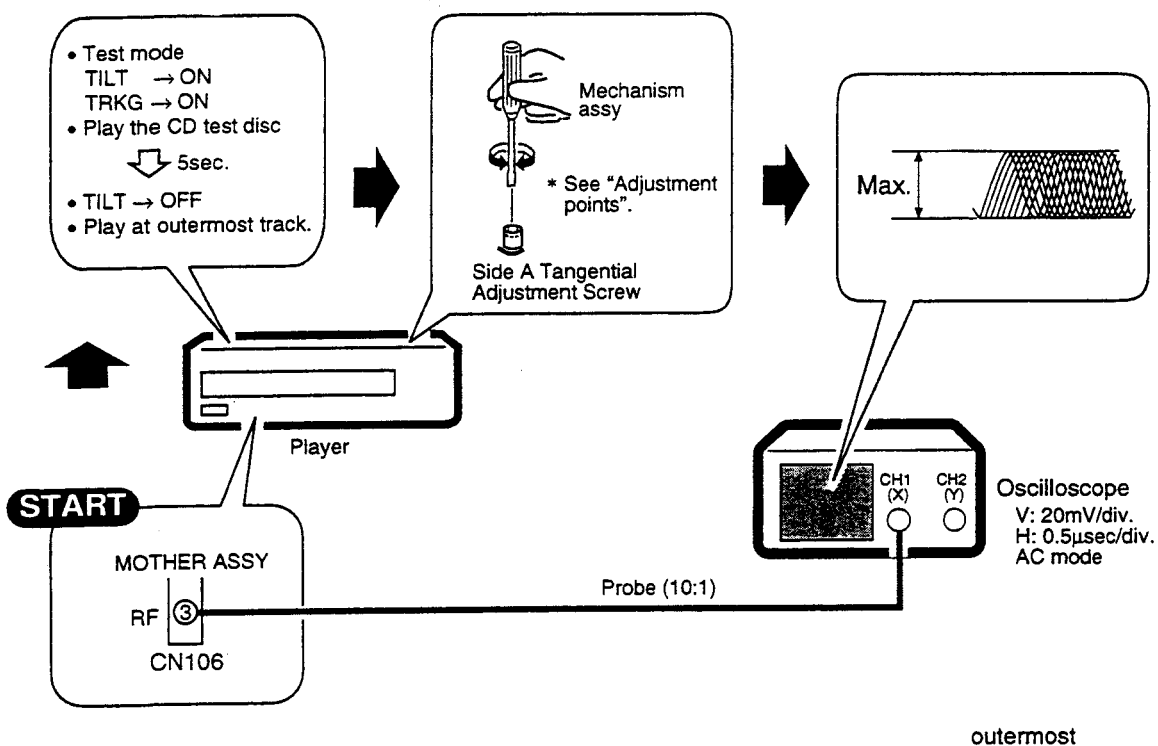 • Test mode
TILT → ON
TRKG → ON
• Play the CD test disc
5sec.
• TILT → OFF
• Play at outermost track.
Mechanism
assy
* See “Adjustment
points”.
Side A Tangential
Adjustment Screw
Max.
Player
START
MOTHER ASSY
RF ③
CN106
Probe (10:1)
CH1
(X)
CH2
(Y)
Oscilloscope
V: 20mV/div.
H: 0.5µsec/div.
AC mode
outermost